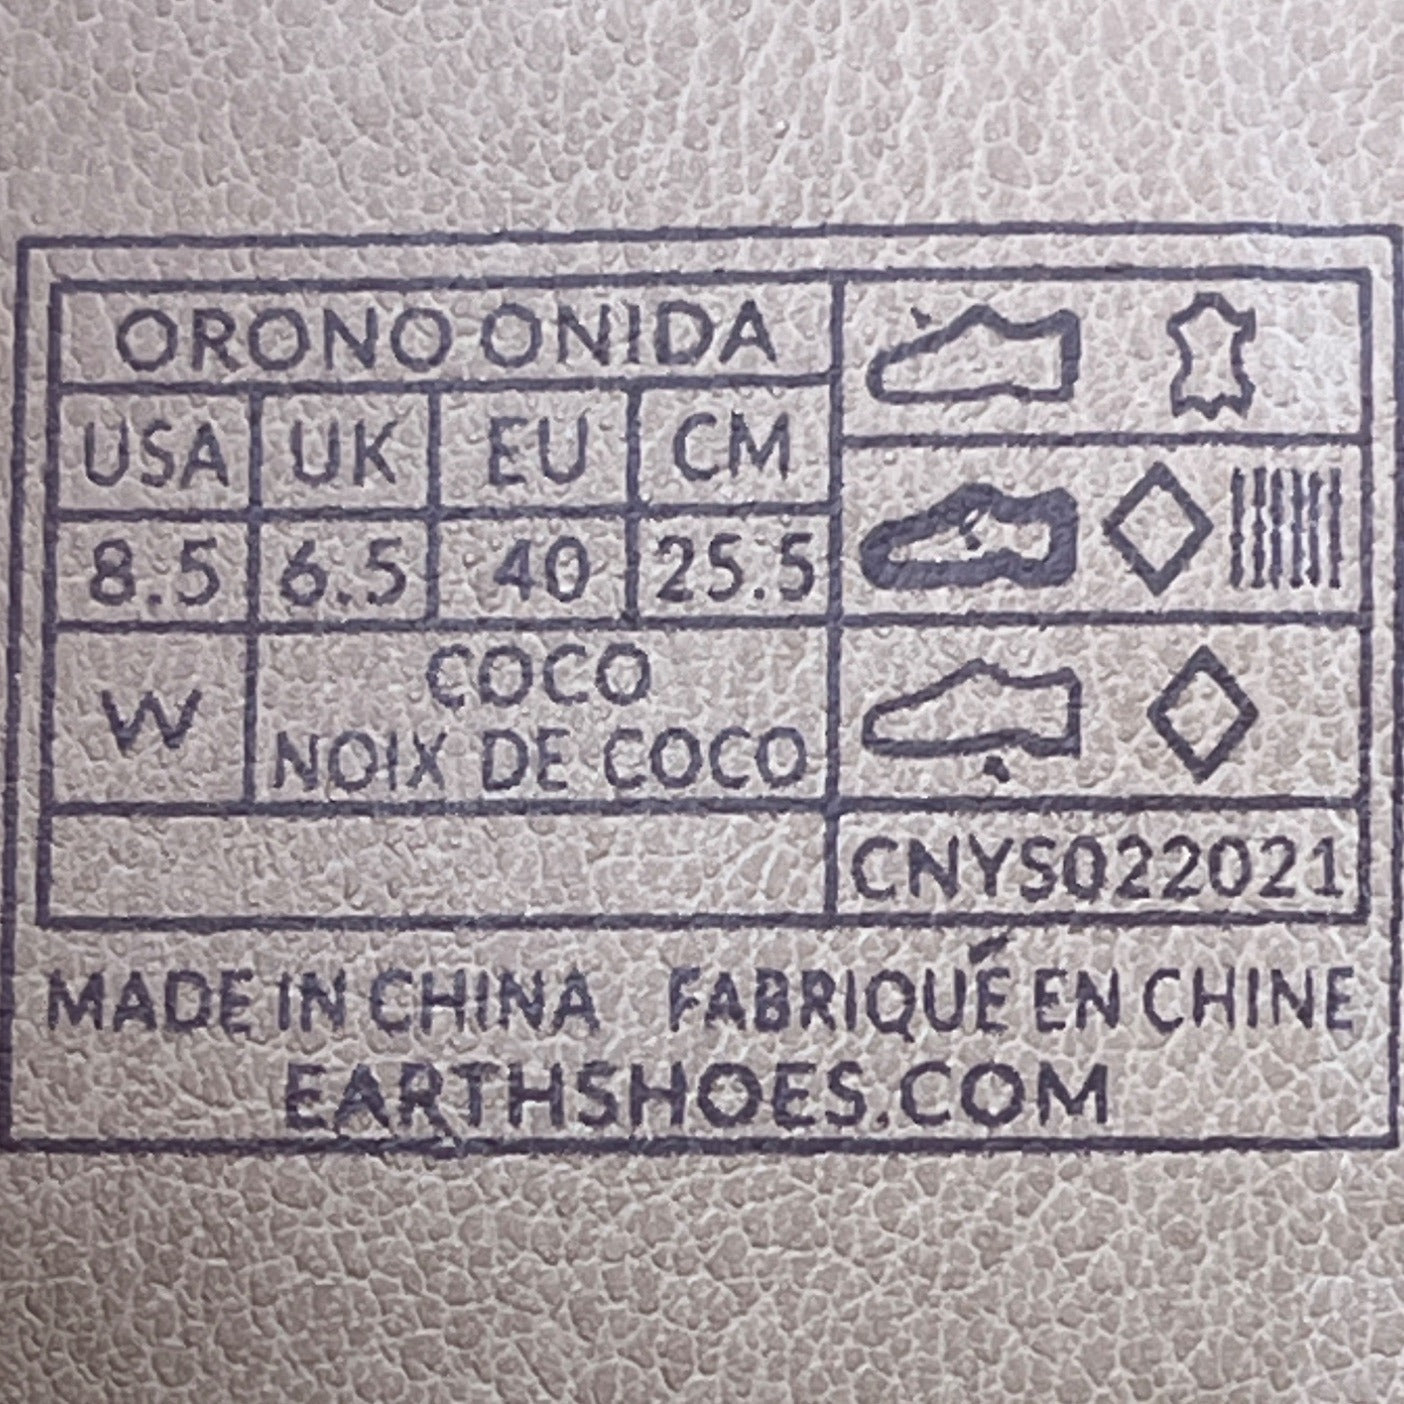 ORONO ONIDA
USA UK EU CM
8.5 6.5 40 25.5
W
COCO
NOIX DE COCO
CNYS022021
MADE IN CHINA FABRIQUÉ EN CHINE
EARTHSHOES.COM